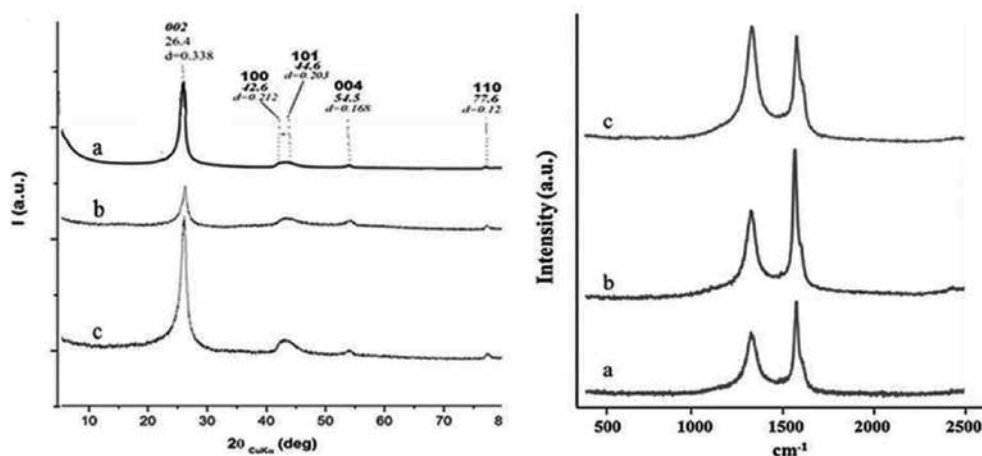 002
26.4
d=0.338
100
42.6
d=0.212
101
44.6
d=0.203
004
54.5
d=0.168
110
77.6
d=0.12
a
b
c
I (a.u.)
10 20 30 40 50 60 70 8
2θ CuKα (deg)
c
b
a
Intensity (a.u.)
500 1000 1500 2000 2500
cm-1